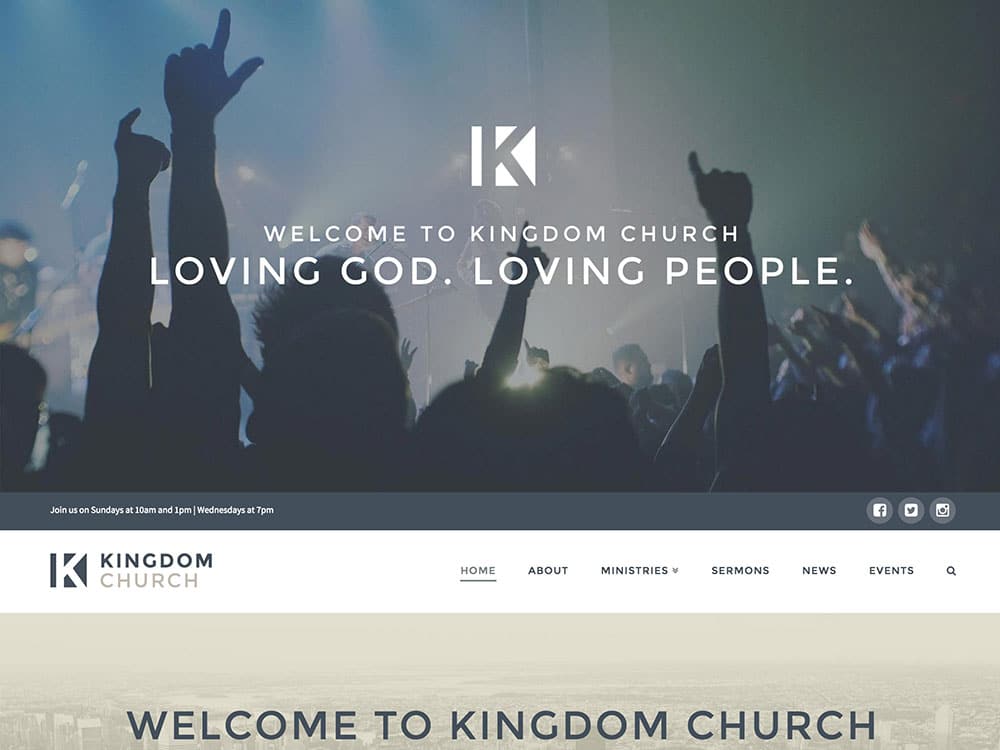 K
WELCOME TO KINGDOM CHURCH
LOVING GOD. LOVING PEOPLE.
Join us on Sundays at 10am and 1pm | Wednesdays at 7pm
K KINGDOM
CHURCH
HOME ABOUT MINISTRIES SERMONS NEWS EVENTS
WELCOME TO KINGDOM CHURCH